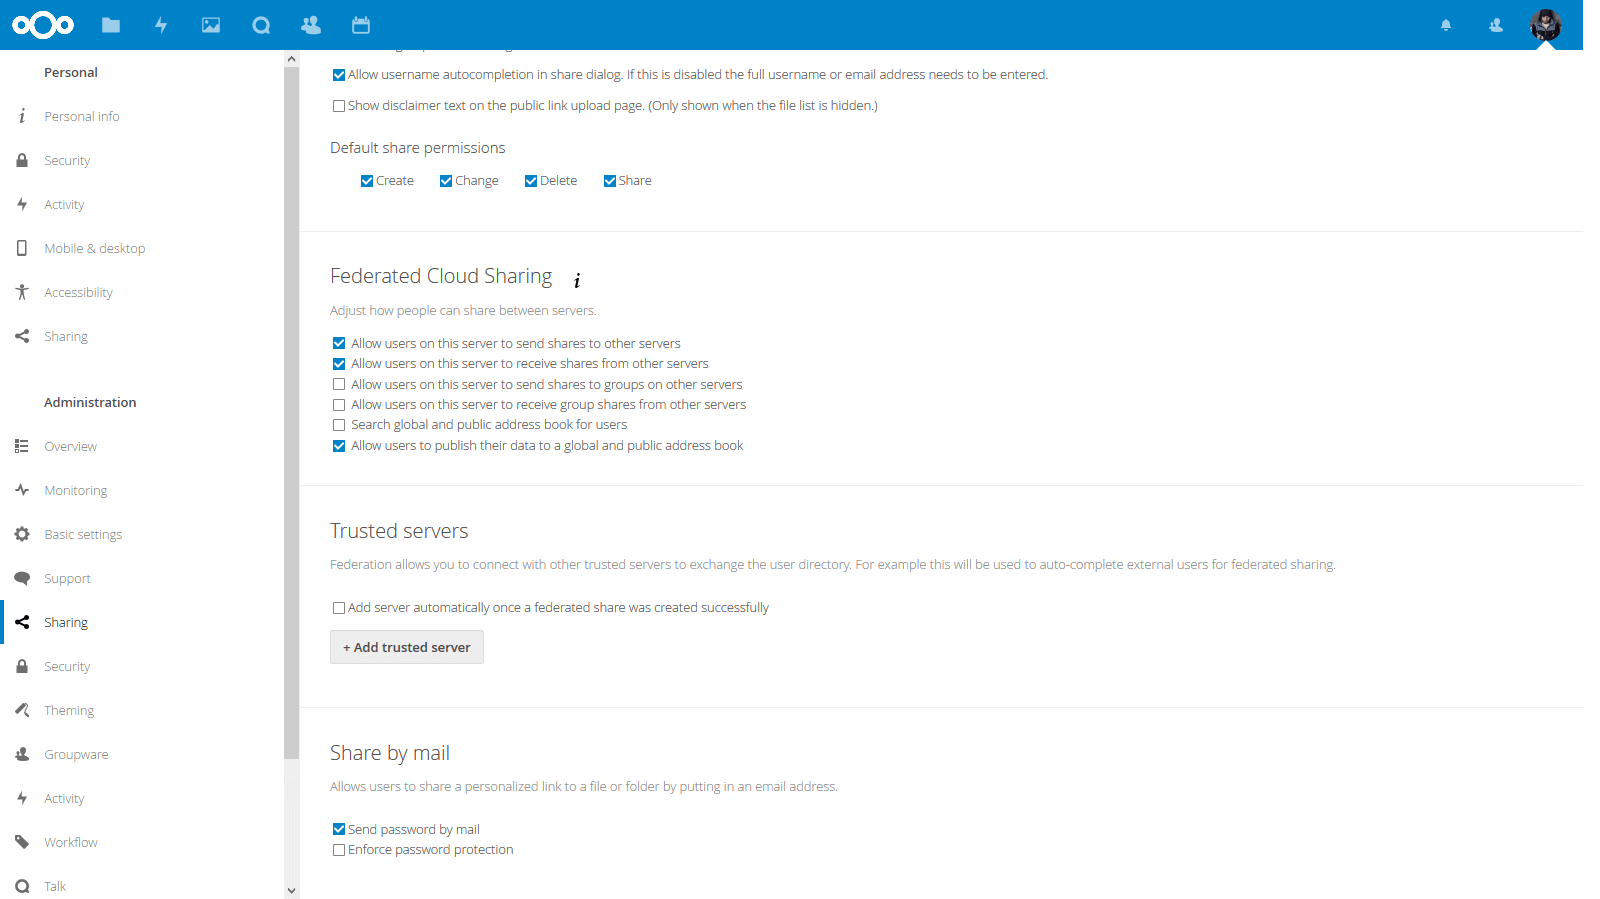 Personal
Personal info
Security
Activity
Mobile & desktop
Accessibility
Sharing
Administration
Overview
Monitoring
Basic settings
Support
Sharing
Security
Theming
Groupware
Activity
Workflow
Talk
Allow username autocompletion in share dialog. If this is disabled the full username or email address needs to be entered.
Show disclaimer text on the public link upload page. (Only shown when the file list is hidden.)
Default share permissions
Create Change Delete Share
Federated Cloud Sharing i
Adjust how people can share between servers.
Allow users on this server to send shares to other servers
Allow users on this server to receive shares from other servers
Allow users on this server to send shares to groups on other servers
Allow users on this server to receive group shares from other servers
Search global and public address book for users
Allow users to publish their data to a global and public address book
Trusted servers
Federation allows you to connect with other trusted servers to exchange the user directory. For example this will be used to auto-complete external users for federated sharing.
Add server automatically once a federated share was created successfully
+ Add trusted server
Share by mail
Allows users to share a personalized link to a file or folder by putting in an email address.
Send password by mail
Enforce password protection